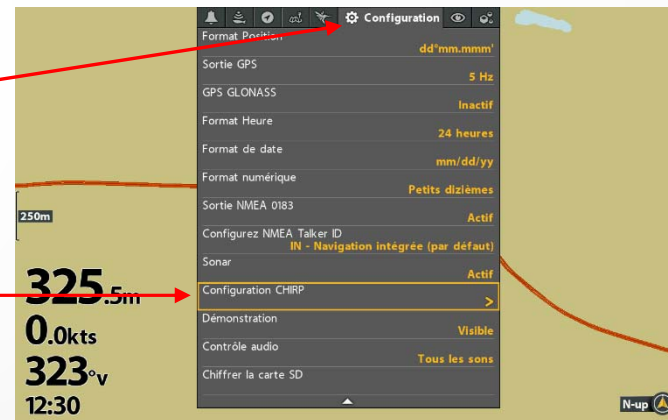 Configuration
Format Position
dd°mm.mmm'
Sortie GPS
5 Hz
GPS GLONASS
Inactif
Format Heure
24 heures
Format de date
mm/dd/yy
Format numérique
Petits dizièmes
Sortie NMEA 0183
Actif
Configurez NMEA Talker ID
IN - Navigation intégrée (par défaut)
Sonar
Actif
Configuration CHIRP
>
Démonstration
Visible
Contrôle audio
Tous les sons
Chiffrer la carte SD
250m
325.5m
0.0kts
323°v
12:30
N-up